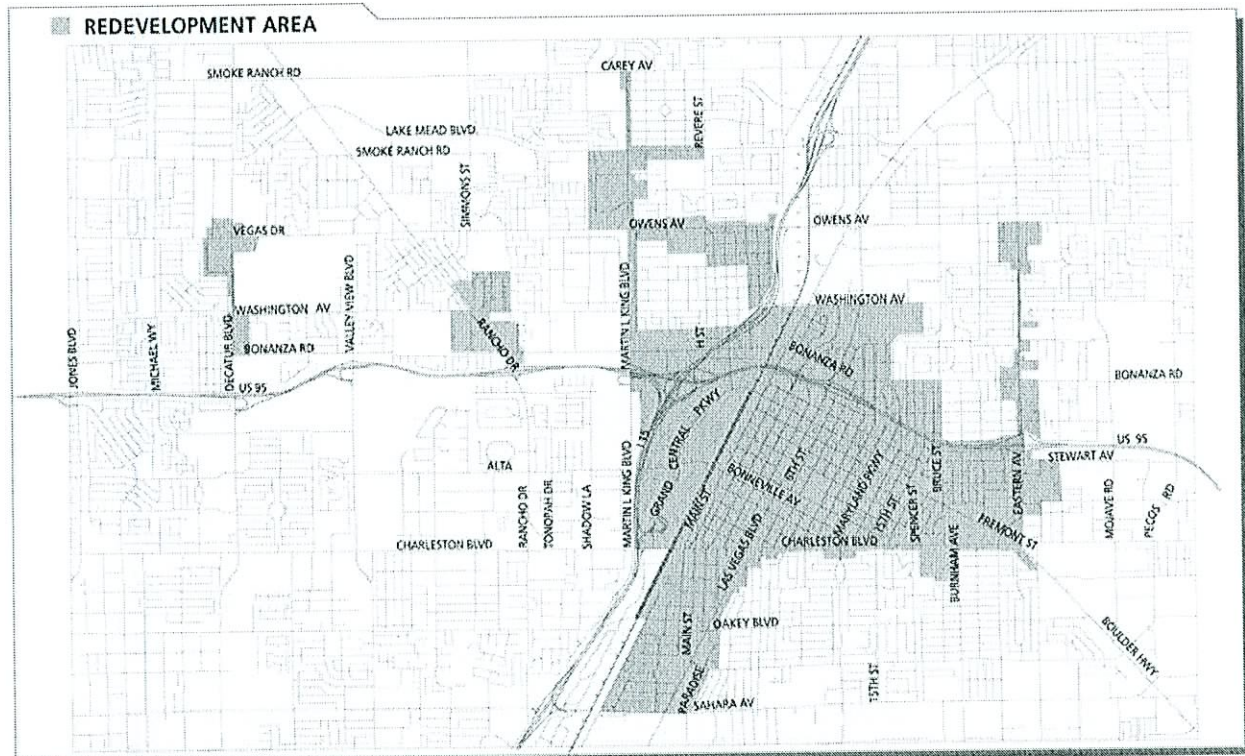 REDEVELOPMENT AREA
SMOKE RANCH RD
CAREY AV
REVERE ST
LAKE MEAD BLVD.
SMOKE RANCH RD
SIMMONS ST
VEGAS DR
OWENS AV
OWENS AV
JONES BLVD
MICHAEL WY
DECATUR BLVD
VALLEY VIEW BLVD
WASHINGTON AV
BONANZA RD
US 95
RANCHO DR
MARTIN L KING BLVD
H ST
WASHINGTON AV
BONANZA RD
BONANZA RD
I 15
GRAND CENTRAL PKWY
MAIN ST
6TH ST
BONNEVILLE AV
LAS VEGAS BLVD
MARYLAND PKWY
15TH ST
SPENCER ST
BRUCE ST
EASTERN AV
US 95
STEWART AV
MOJAVE RD
PECOS RD
ALTA
RANCHO DR
TONOPAH DR
SHADOW LA
MARTIN L KING BLVD
CHARLESTON BLVD
CHARLESTON BLVD
BURNHAM AVE
FREMONT ST
MAIN ST
OAKEY BLVD
PARADISE
SAHARA AV
15TH ST
BOULDER HWY